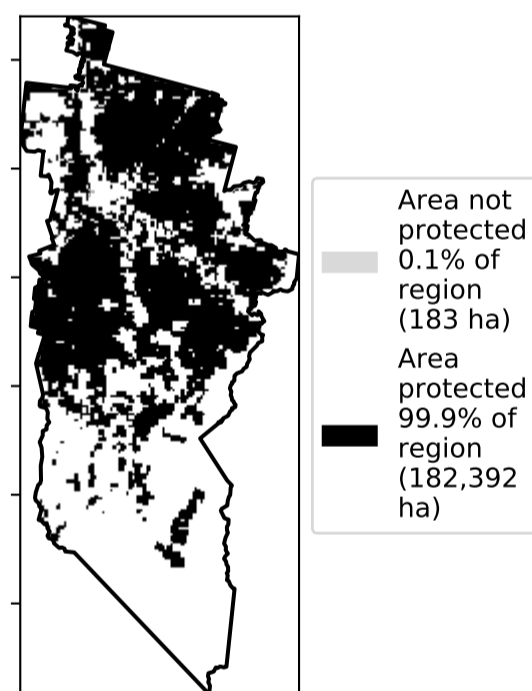 Area not
protected
0.1% of
region
(183 ha)
Area
protected
99.9% of
region
(182,392
ha)